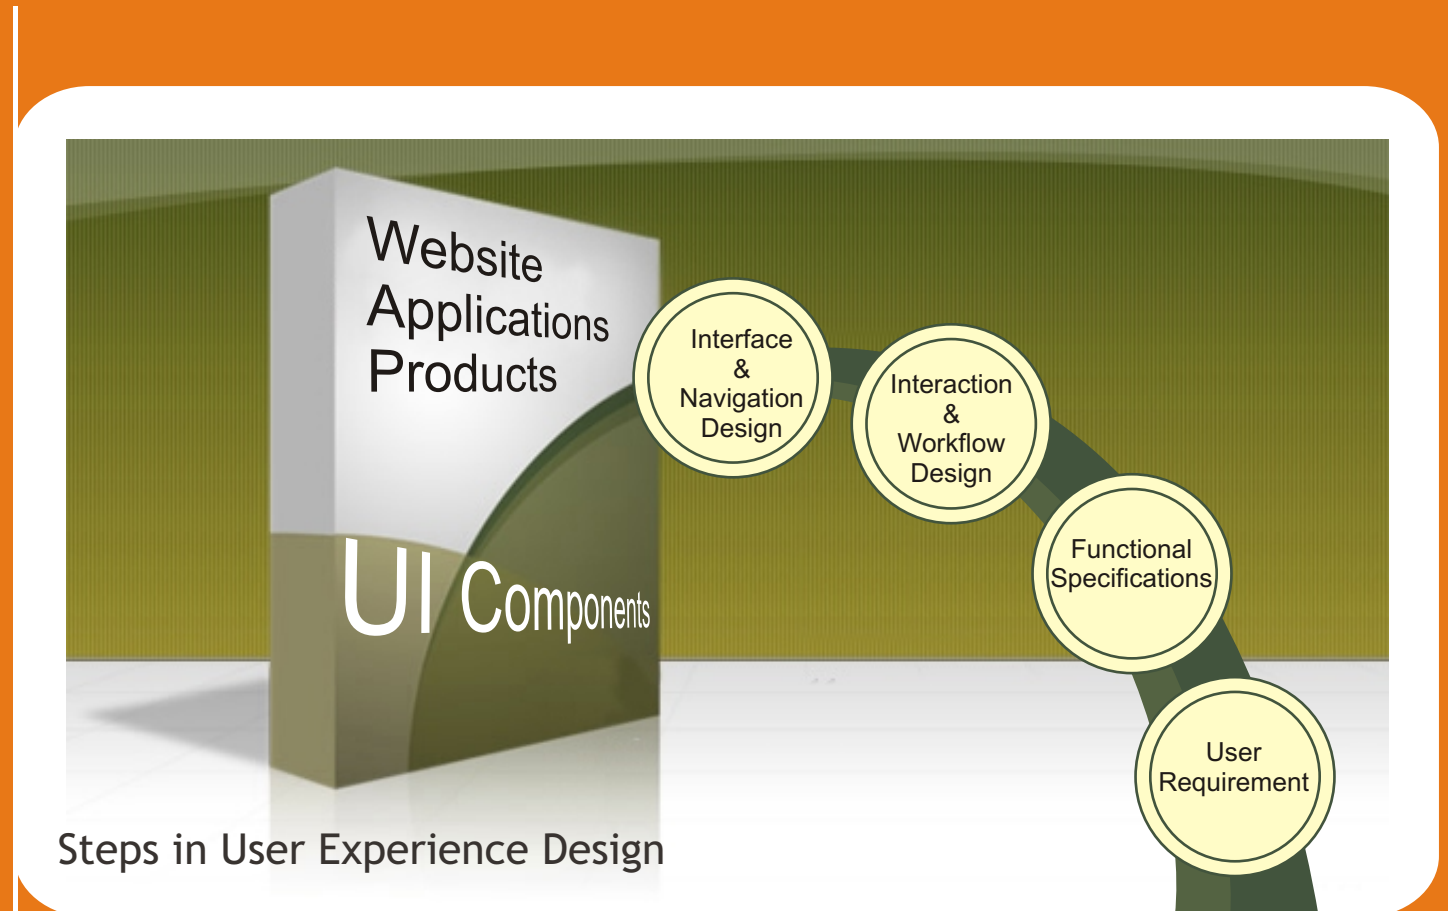 Website
Applications
Products
UI Components
Interface
&
Navigation
Design
Interaction
&
Workflow
Design
Functional
Specifications
User
Requirement
Steps in User Experience Design